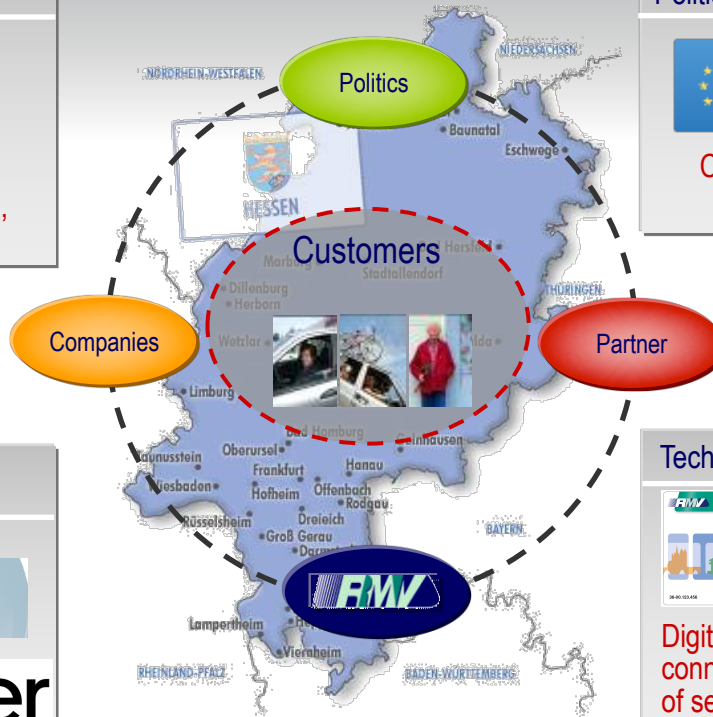 Politics
NIEDERSACHSEN
NORDRHEIN-WESTFALEN
Baunatal
Eschwege
HESSEN
Customers
Stadtallendorf
Dillenburg
Herborn
THÜRINGEN
Companies
Wetzlar
Partner
Limburg
Bad Homburg
Gelnhausen
Taunusstein
Oberursel
Frankfurt
Hanau
Tech
RMV
Wiesbaden
Hofheim
Offenbach
Rodgau
Rüsselsheim
Dreieich
BAYERN
Groß Gerau
RMV
Lampertheim
Viernheim
RHEINLAND-PFALZ
BADEN-WÜRTTEMBERG
Digit
conn
of se
er